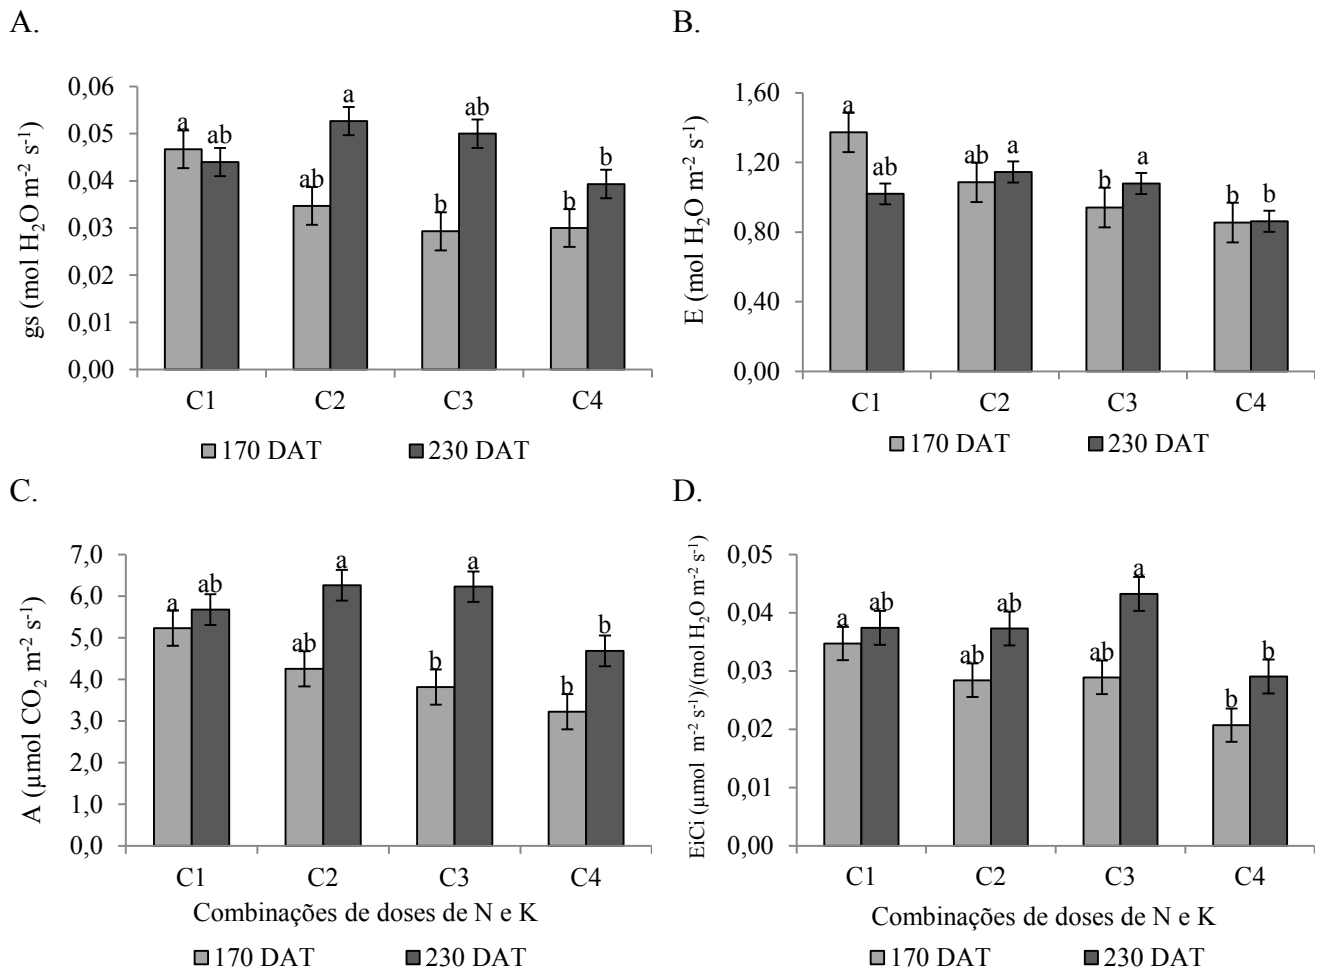 A.
gs (mol H₂O m⁻² s⁻¹)
0,06
0,05
0,04
0,03
0,02
0,01
0,00
a
ab
ab
a
b
ab
b
b
C1
C2
C3
C4
170 DAT
230 DAT
B.
E (mol H₂O m⁻² s⁻¹)
1,60
1,20
0,80
0,40
0,00
a
ab
ab
a
b
a
b
b
C1
C2
C3
C4
170 DAT
230 DAT
C.
A (µmol CO₂ m⁻² s⁻¹)
7,0
6,0
5,0
4,0
3,0
2,0
1,0
0,0
a
ab
ab
a
b
a
b
b
C1
C2
C3
C4
Combinações de doses de N e K
170 DAT
230 DAT
D.
EiCi (µmol m⁻² s⁻¹)/(mol H₂O m⁻² s⁻¹)
0,05
0,04
0,03
0,02
0,01
0,00
a
ab
ab
ab
ab
a
b
b
C1
C2
C3
C4
Combinações de doses de N e K
170 DAT
230 DAT